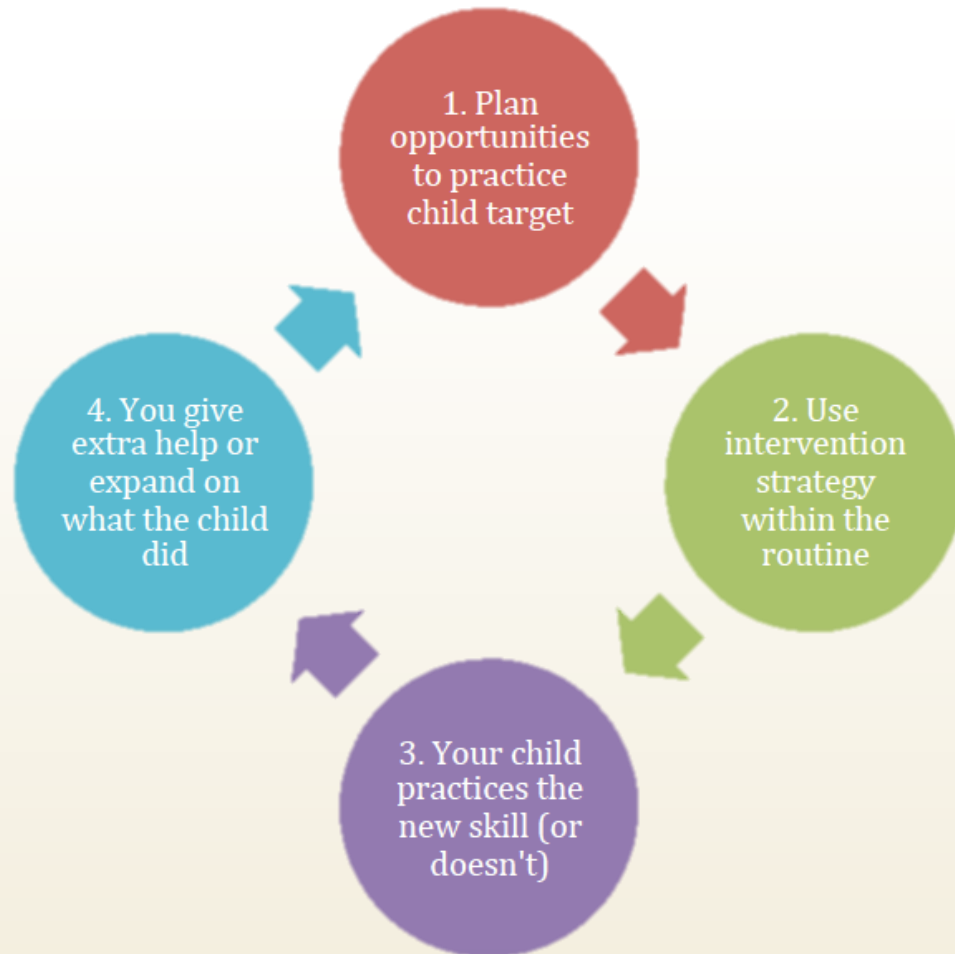 1. Plan
opportunities
to practice
child target
2. Use
intervention
strategy
within the
routine
3. Your child
practices the
new skill (or
doesn't)
4. You give
extra help or
expand on
what the child
did